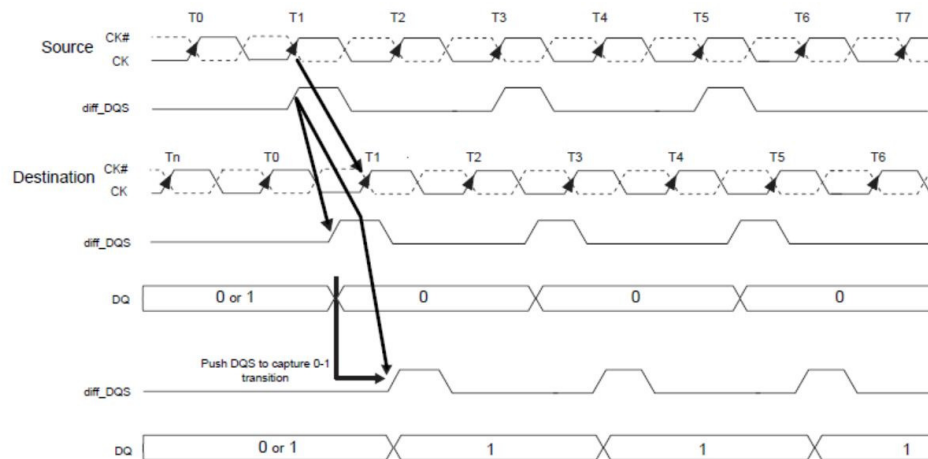 T0 T1 T2 T3 T4 T5 T6 T7
CK#
Source
CK
diff_DQS
Tn T0 T1 T2 T3 T4 T5 T6
CK#
Destination
CK
diff_DQS
DQ 0 or 1 0 0 0
Push DQS to capture 0-1
transition
diff_DQS
DQ 0 or 1 1 1 1